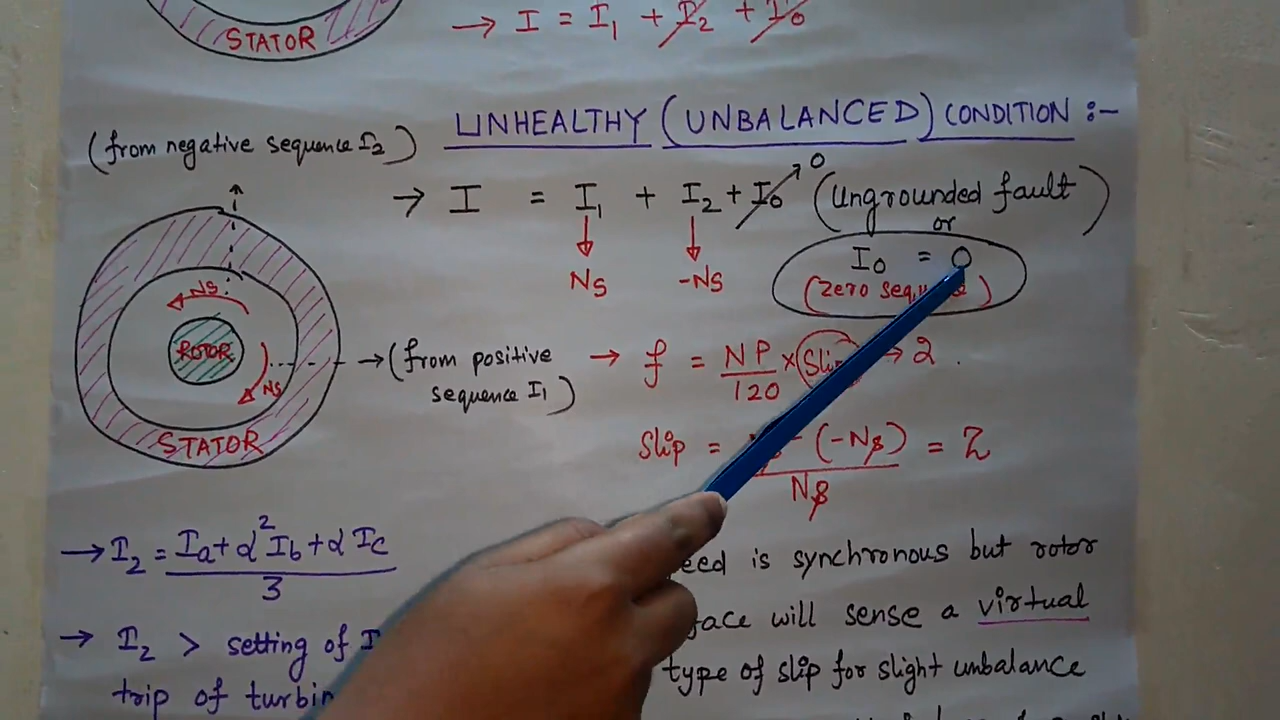 STATOR
→ I = I₁ + I₂ + I₀
UNHEALTHY (UNBALANCED) CONDITION :-
(from negative sequence I₂)
→ I = I₁ + I₂ + I₀ ↗ 0 (Ungrounded fault)
or
I₀ = 0
(zero
↓ ↓
Ns -Ns
Ns
ROTOR
Ns
STATOR
→ (from positive
sequence I₁)
→ f = NP/120 × → 2
Slip = (-Ns) / Ns = 2
→ I₂ = Ia + α²Ib + αIc / 3
is synchronous but rotor
will sense a virtual
type of slip for slight unbalance
→ I₂ > setting of
trip of